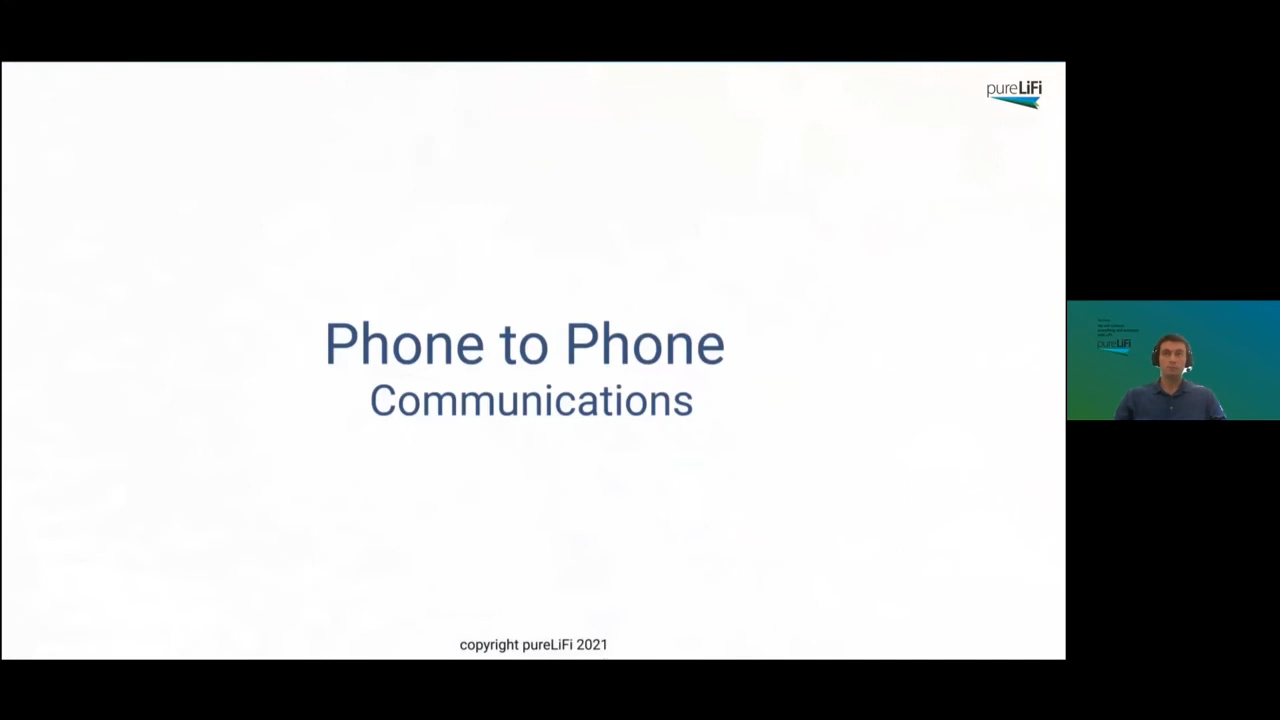 pureLiFi
Phone to Phone
Communications
copyright pureLiFi 2021
pureLiFi